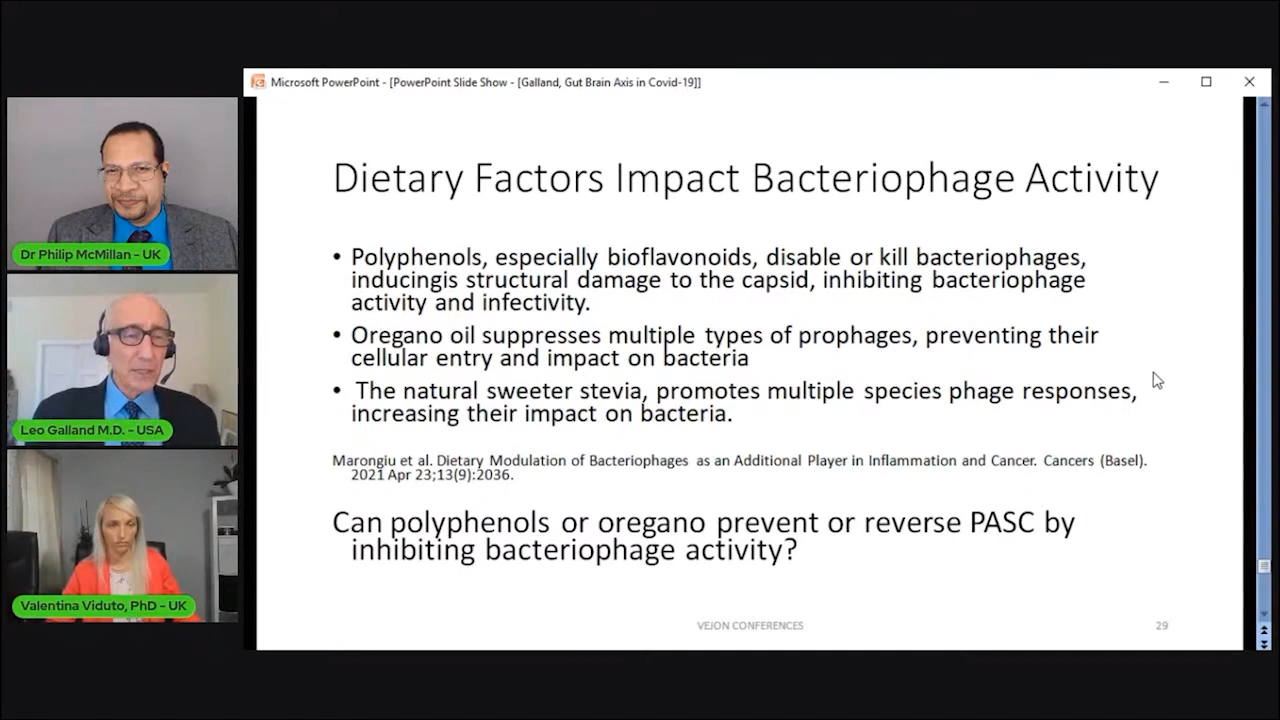 Microsoft PowerPoint - [PowerPoint Slide Show - [Galland, Gut Brain Axis in Covid-19]]
Dr Philip McMillan - UK
Leo Galland M.D. - USA
Valentina Viduto, PhD - UK
Dietary Factors Impact Bacteriophage Activity
• Polyphenols, especially bioflavonoids, disable or kill bacteriophages,
inducingis structural damage to the capsid, inhibiting bacteriophage
activity and infectivity.
• Oregano oil suppresses multiple types of prophages, preventing their
cellular entry and impact on bacteria
• The natural sweeter stevia, promotes multiple species phage responses,
increasing their impact on bacteria.
Marongiu et al. Dietary Modulation of Bacteriophages as an Additional Player in Inflammation and Cancer. Cancers (Basel).
2021 Apr 23;13(9):2036.
Can polyphenols or oregano prevent or reverse PASC by
inhibiting bacteriophage activity?
VEJON CONFERENCES
29